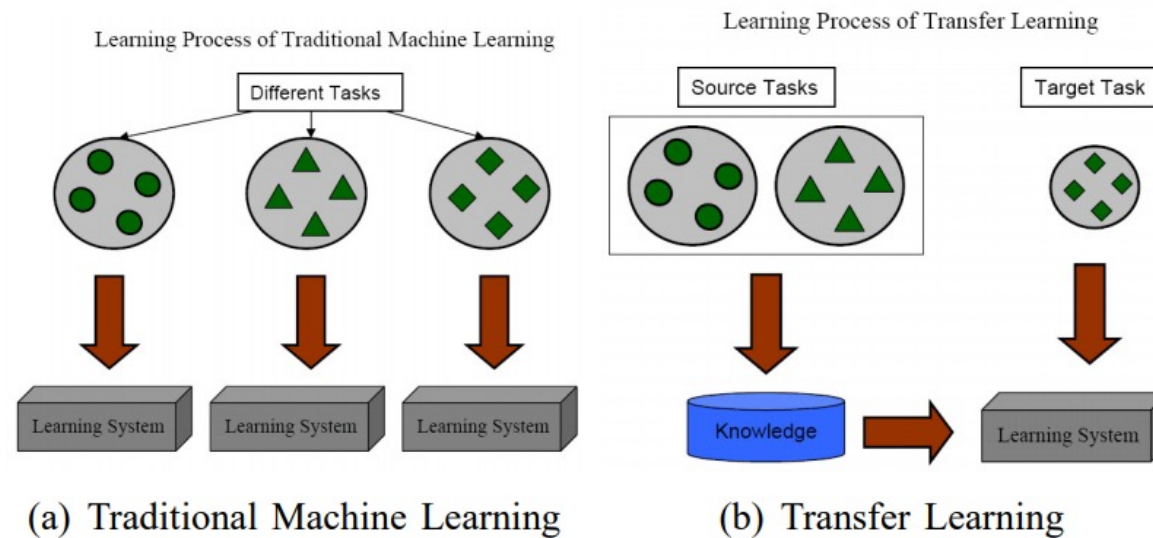 Learning Process of Traditional Machine Learning
Different Tasks
Learning System
Learning System
Learning System
(a) Traditional Machine Learning
Learning Process of Transfer Learning
Source Tasks
Target Task
Knowledge
Learning System
(b) Transfer Learning